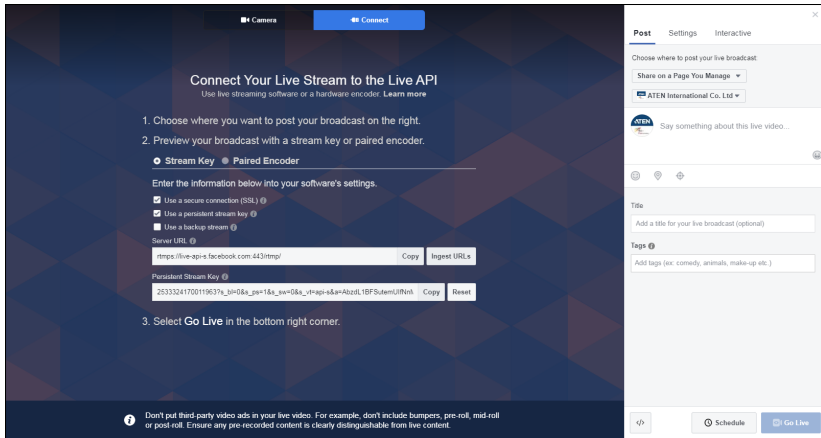 Camera
Connect
Connect Your Live Stream to the Live API
Use live streaming software or a hardware encoder. Learn more
1. Choose where you want to post your broadcast on the right.
2. Preview your broadcast with a stream key or paired encoder.
Stream Key Paired Encoder
Enter the information below into your software's settings.
Use a secure connection (SSL)
Use a persistent stream key
Use a backup stream
Server URL
rtmps://live-api-s.facebook.com:443/rtmp/ Copy Ingest URLs
Persistent Stream Key
Copy Reset
3. Select Go Live in the bottom right corner.
Don't put third-party video ads in your live video. For example, don't include bumpers, pre-roll, mid-roll
or post-roll. Ensure any pre-recorded content is clearly distinguishable from live content.
Post Settings Interactive
Choose where to post your live broadcast:
Share on a Page You Manage
ATEN International Co. Ltd
ATEN
Say something about this live video...
Title
Add a title for your live broadcast (optional)
Tags
Add tags (ex: comedy, animals, make-up etc.)
Schedule
Go Live